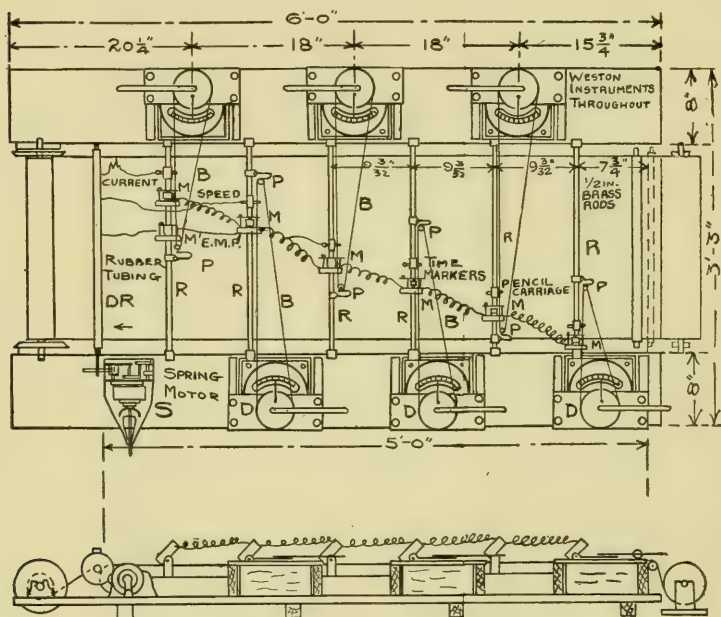 6'-0"
20 1/4" 18" 18" 15 3/4"
WESTON
INSTRUMENTS
THROUGHOUT
8"
3'-3"
B
CURRENT
M
SPEED
P
M
B
9 3/32" 9 3/32 9 3/32" 7 3/4"
1/2 IN.
BRASS
RODS
M' E.M.F.
P
RUBBER
TUBING
DR
R
R
B
M
P
R
TIME
MARKERS
M
R
B
R
PENCIL
CARRIAGE
M
P
R
P
M
SPRING
MOTOR
S
D
D
D
8"
5'-0"